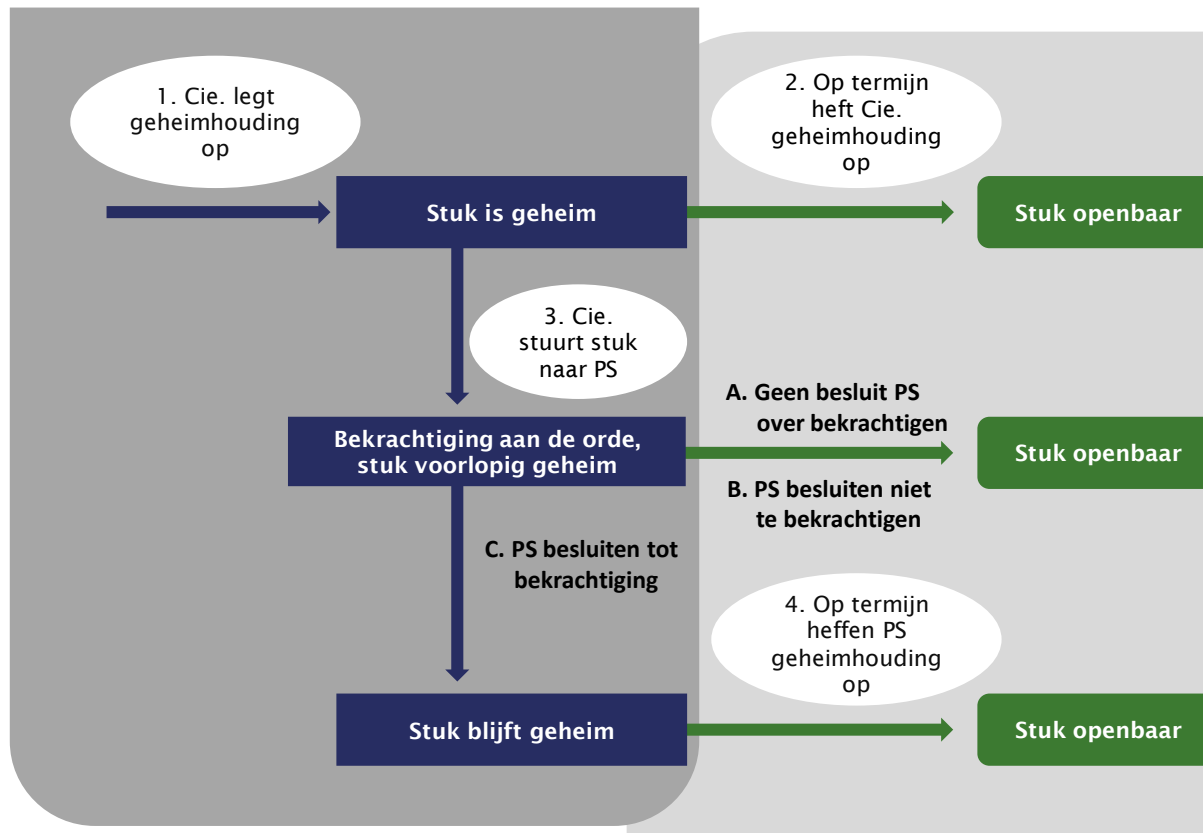 1. Cie. legt
geheimhouding
op
2. Op termijn
heft Cie.
geheimhouding
op
Stuk is geheim
Stuk openbaar
3. Cie.
stuurt stuk
naar PS
A. Geen besluit PS
over bekrachtigen
Bekrachtiging aan de orde,
stuk voorlopig geheim
Stuk openbaar
B. PS besluiten niet
te bekrachtigen
C. PS besluiten tot
bekrachtiging
4. Op termijn
heffen PS
geheimhouding
op
Stuk blijft geheim
Stuk openbaar